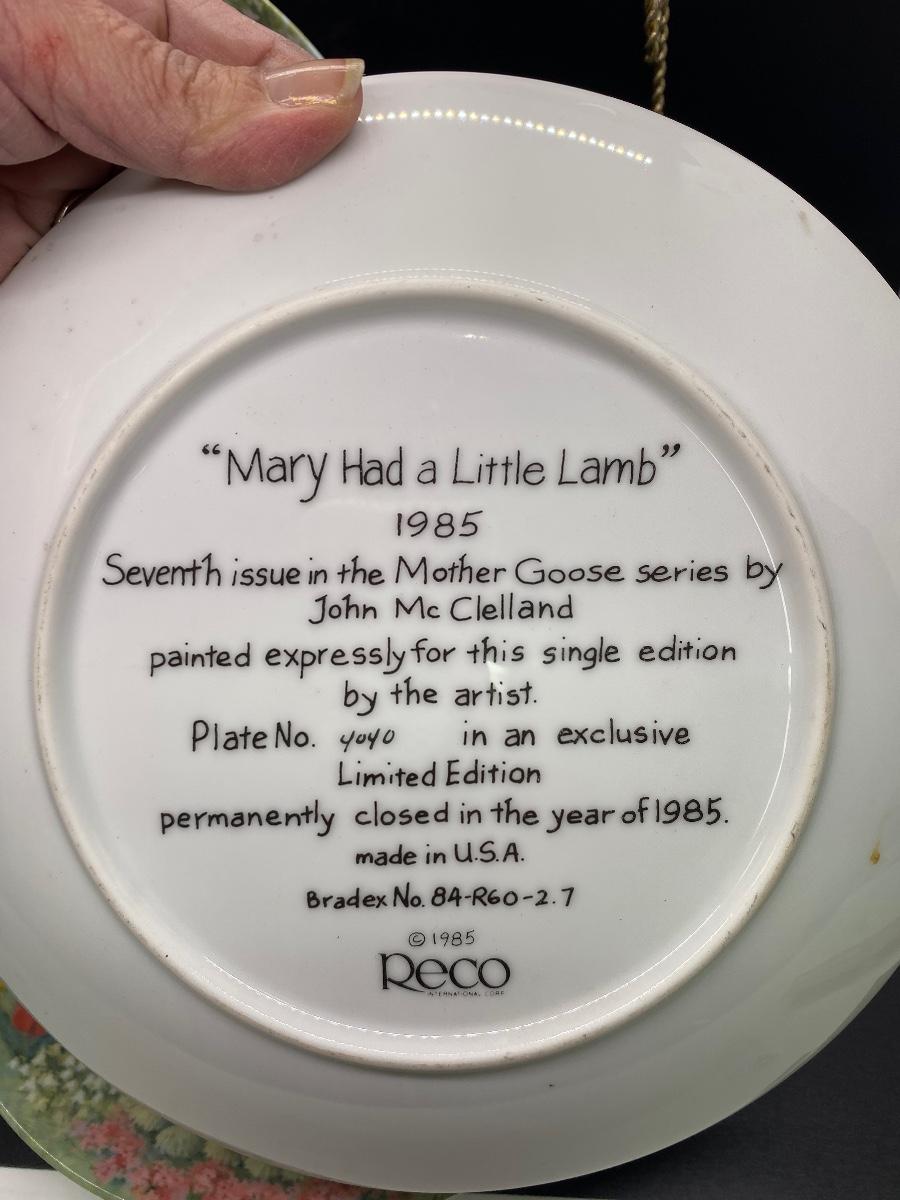 “Mary Had a Little Lamb”
1985
Seventh issue in the Mother Goose series by
John McClelland
painted expressly for this single edition
by the artist.
Plate No. 4040 in an exclusive
Limited Edition
permanently closed in the year of 1985.
made in U.S.A.
Bradex No. 84-R60-2.7
© 1985
Reco
INTERNATIONAL CORP.